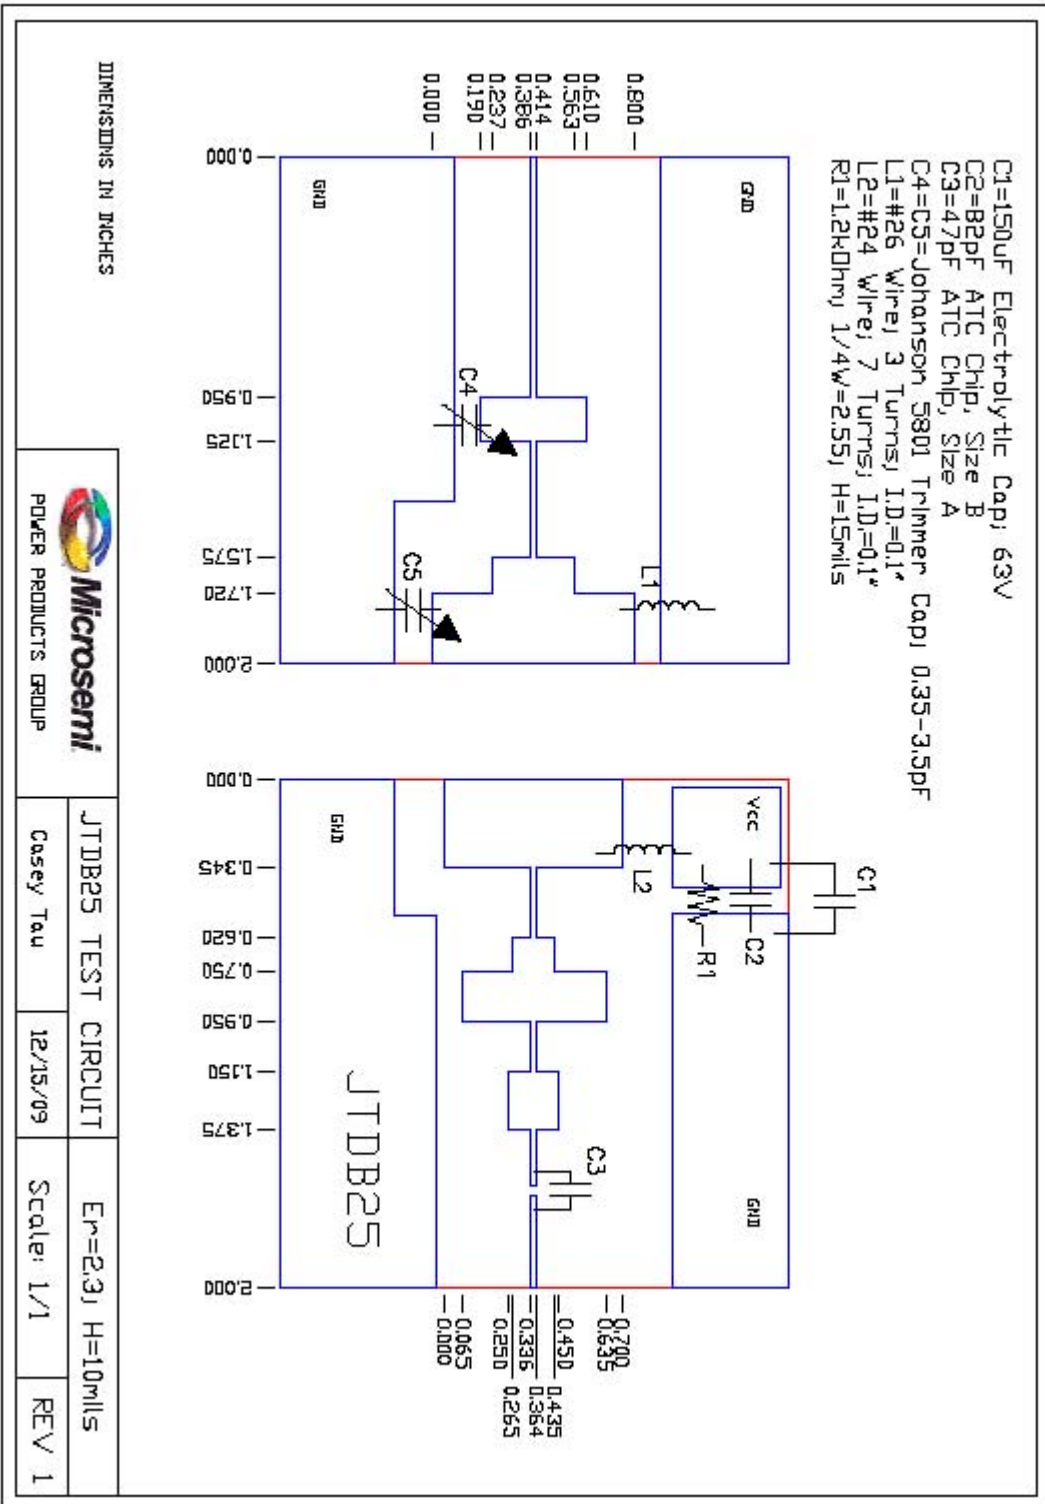 C1=150uF Electrolytic Cap; 63V
C2=82pF ATC Chip, Size B
C3=47pF ATC Chip, Size A
C4=C5=Johanson 5801 Trimmer Cap; 0.35-3.5pF
L1=#26 Wire; 3 Turns; I.D.=0.1"
L2=#24 Wire; 7 Turns; I.D.=0.1"
R1=1.2kOhm; 1/4W=2.55; H=15mils
0.800
0.610
0.563
0.414
0.386
0.237
0.190
0.000
GND
GND
L1
C4
C5
0.000
0.950
1.125
1.575
1.720
2.000
C1
Vcc
C2
R1
L2
GND
GND
C3
JTDB25
0.000
0.345
0.620
0.750
0.950
1.150
1.375
2.000
0.700
0.635
0.450
0.435
0.364
0.336
0.265
0.250
0.065
0.000
DIMENSIONS IN INCHES
Microsemi
POWER PRODUCTS GROUP
JTDB25 TEST CIRCUIT
Er=2.3; H=10mils
Casey Tau
12/15/09
Scale: 1/1
REV 1